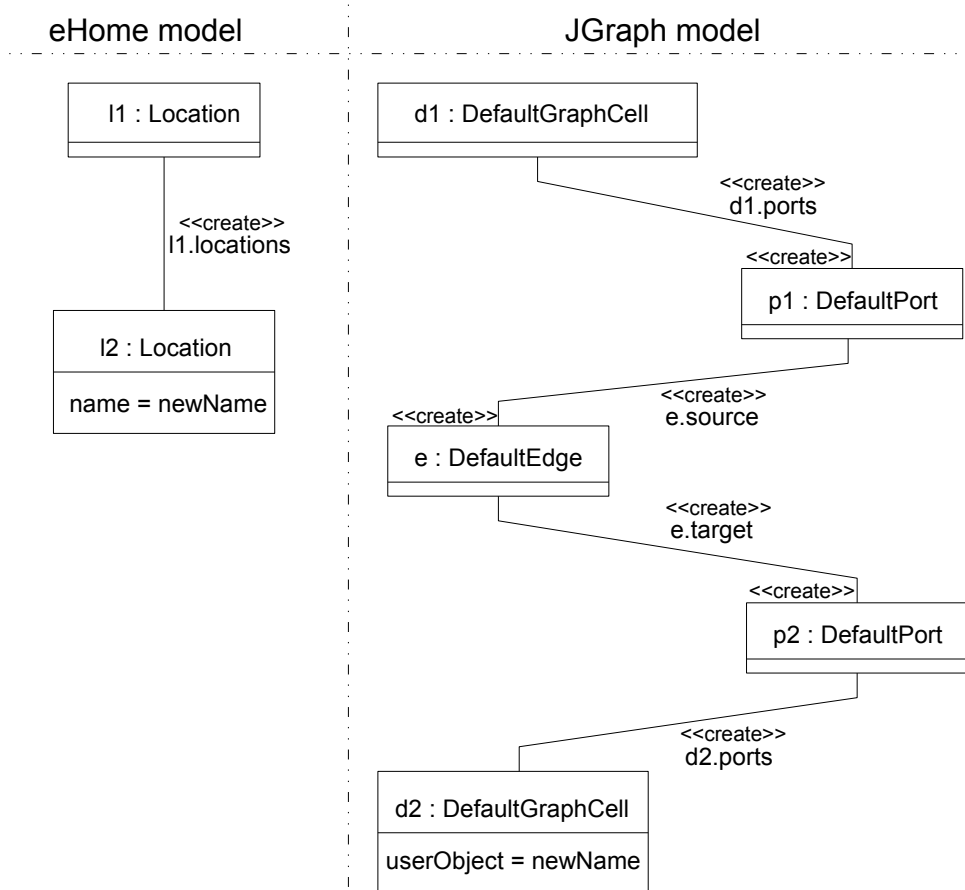 eHome model
JGraph model
l1 : Location
<<create>>
l1.locations
l2 : Location
name = newName
d1 : DefaultGraphCell
<<create>>
d1.ports
<<create>>
p1 : DefaultPort
<<create>>
e.source
<<create>>
e : DefaultEdge
<<create>>
e.target
<<create>>
p2 : DefaultPort
<<create>>
d2.ports
d2 : DefaultGraphCell
userObject = newName